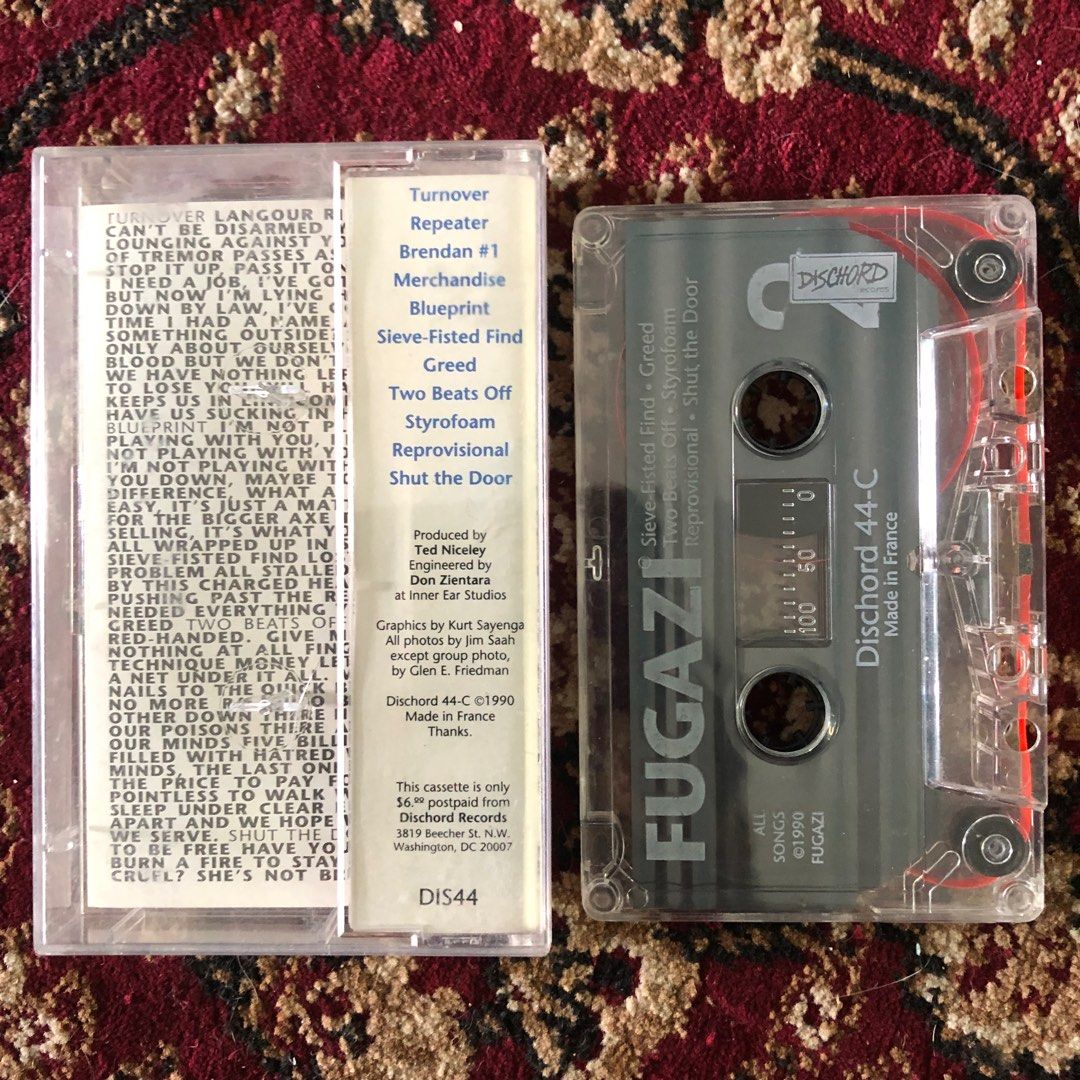 TURNOVER LANGOUR
CAN'T BE DISARMED
LOUNGING AGAINST
OF TREMOR PASSES
STOP IT UP, PASS IT
I NEED A JOB, I'VE
BUT NOW I'M LYING
DOWN BY LAW, I'VE
TIME I HAD A NAME
SOMETHING OUTSIDE
ONLY ABOUT OURSEL
BLOOD BUT WE DON'T
WE HAVE NOTHING
TO LOSE
KEEPS US IN
HAVE US SUCKING IN
BLUEPRINT I'M NOT P
PLAYING WITH YOU, I
NOT PLAYING WITH
I'M NOT PLAYING WIT
YOU DOWN, MAYBE
DIFFERENCE, WHAT A
EASY, IT'S JUST A MAT
FOR THE BIGGER AXE
SELLING, IT'S WHAT
ALL WRAPPED UP IN
SIEVE-FISTED FIND LO
PROBLEM ALL STALLE
BY THIS CHARGED HE
PUSHING PAST THE R
NEEDED EVERYTHING
GREED TWO BEATS OF
RED-HANDED. GIVE
NOTHING AT ALL FIN
TECHNIQUE MONEY LE
A NET UNDER IT ALL.
NAILS TO THE QUICK
NO MORE
OTHER DOWN THERE
OUR POISONS THERE
OUR MINDS FIVE BILL
FILLED WITH HATRED
MINDS, THE LAST ON
THE PRICE TO PAY F
POINTLESS TO WALK
SLEEP UNDER CLEAR
APART AND WE HOPE
WE SERVE. SHUT THE D
TO BE FREE HAVE YO
BURN A FIRE TO STAY
CRUEL? SHE'S NOT
Turnover
Repeater
Brendan #1
Merchandise
Blueprint
Sieve-Fisted Find
Greed
Two Beats Off
Styrofoam
Reprovisional
Shut the Door
Produced by
Ted Niceley
Engineered by
Don Zientara
at Inner Ear Studios
Graphics by Kurt Sayenga
All photos by Jim Saah
except group photo,
by Glen E. Friedman
Dischord 44-C ©1990
Made in France
Thanks.
This cassette is only
$6.00 postpaid from
Dischord Records
3819 Beecher St. N.W.
Washington, DC 20007
DIS44
FUGAZI
Sieve-Fisted Find • Greed
Two Beats Off • Styrofoam
Reprovisional • Shut the Door
2
DISCHORD
records
100 50 0
Dischord 44-C
Made in France
ALL
SONGS
©1990
FUGAZI